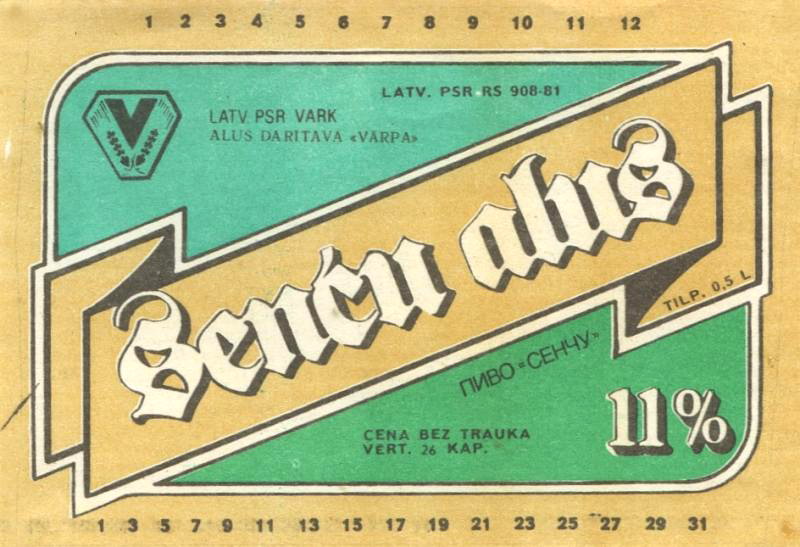 1 2 3 4 5 6 7 8 9 10 11 12
LATV. PSR RS 908-81
V
LATV. PSR VARK
ALUS DARITAVA «VARPA»
Senću alus
TILP. 0,5 L
ПИВО «СЕНЧУ»
11%
CENA BEZ TRAUKA
VERT. 26 KAP.
1 3 5 7 9 11 13 15 17 19 21 23 25 27 29 31